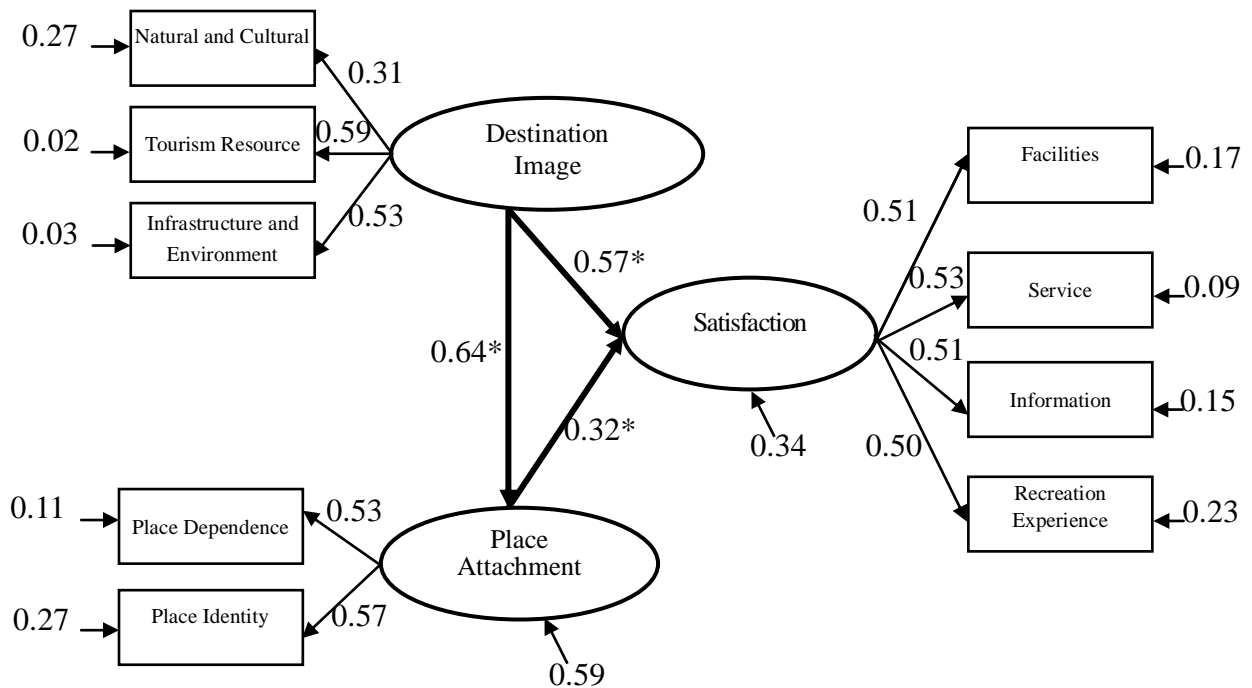 0.27
Natural and Cultural
0.31
0.02
Tourism Resource
0.59
0.03
Infrastructure and
Environment
0.53
Destination
Image
0.57*
0.64*
0.32*
Satisfaction
0.34
0.51
Facilities
0.17
0.53
Service
0.09
0.51
Information
0.15
0.50
Recreation
Experience
0.23
0.11
Place Dependence
0.53
0.27
Place Identity
0.57
Place
Attachment
0.59